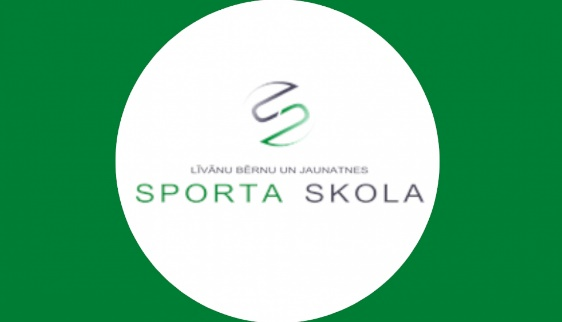 LĪVĀNU BĒRNU UN JAUNATNES
SPORTA SKOLA